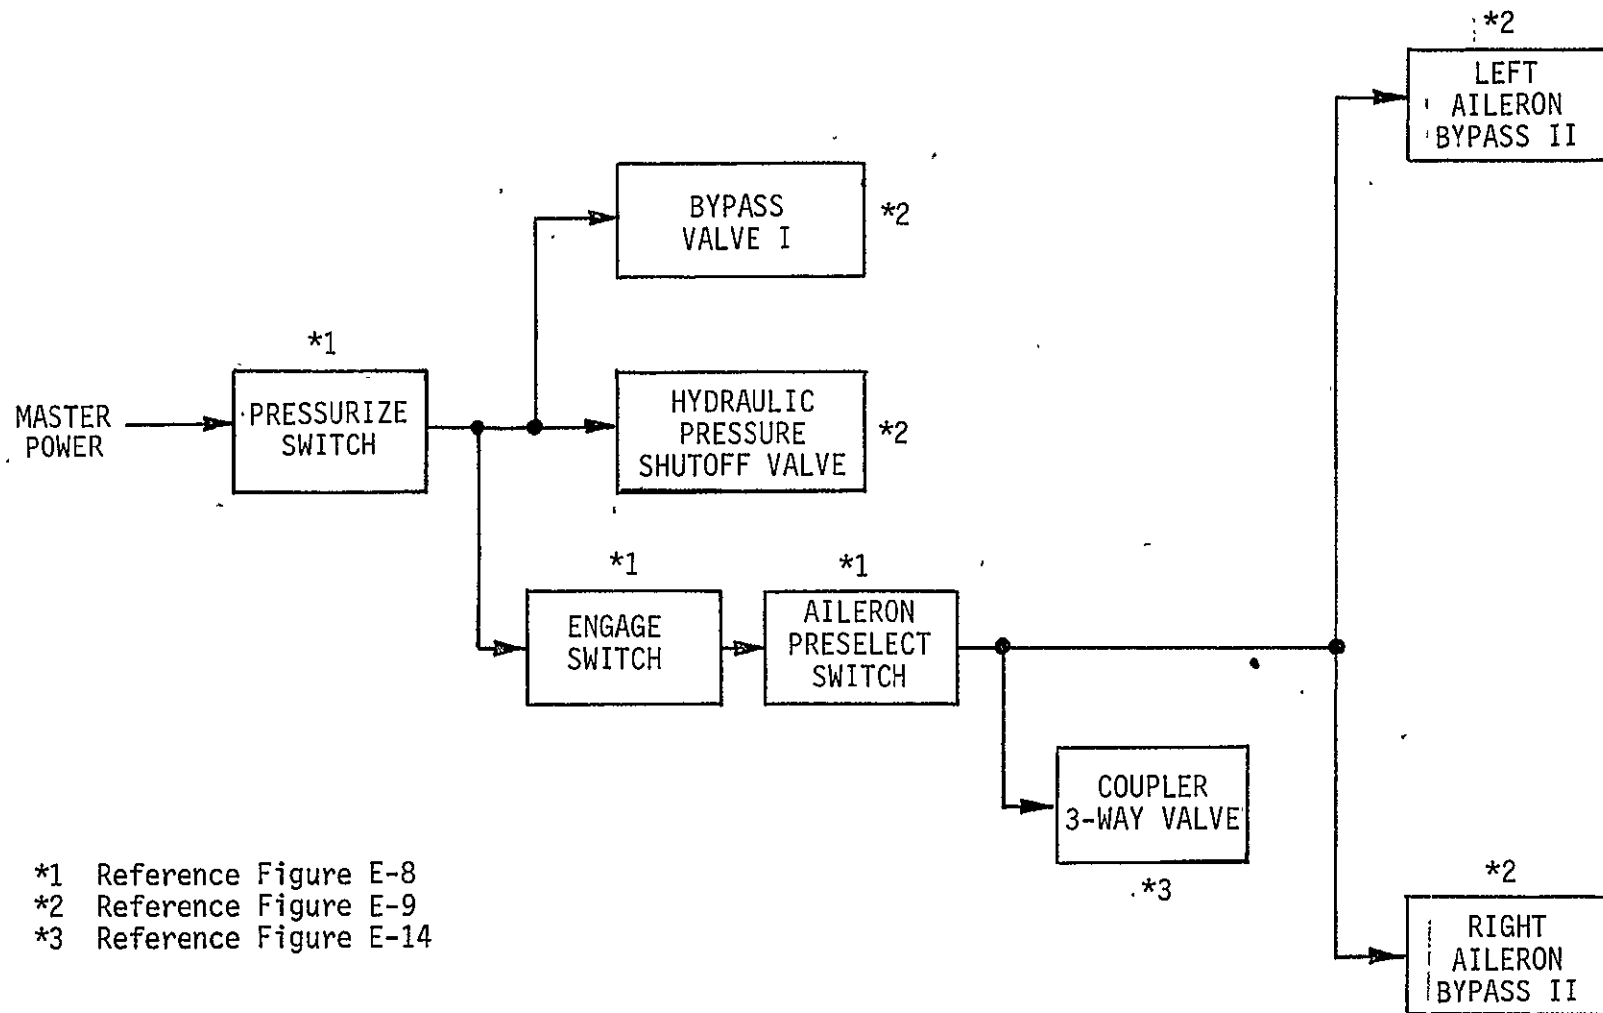 *2
LEFT
AILERON
BYPASS II
BYPASS
VALVE I
*2
*1
MASTER
POWER
PRESSURIZE
SWITCH
HYDRAULIC
PRESSURE
SHUTOFF VALVE
*2
*1
ENGAGE
SWITCH
*1
AILERON
PRESELECT
SWITCH
COUPLER
3-WAY VALVE
*3
*2
RIGHT
AILERON
BYPASS II
*1 Reference Figure E-8
*2 Reference Figure E-9
*3 Reference Figure E-14